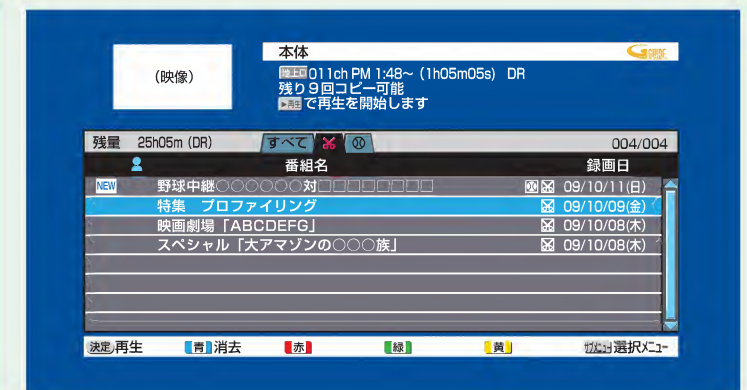 本体
G GUIDE
(映像)
地上D 011ch PM 1:48~ (1h05m05s) DR
残り9回コピー可能
▶再生 で再生を開始します
残量 25h05m (DR) すべて 004/004
番組名 録画日
NEW 野球中継○○○○○○対□□□□□□□□ 09/10/11(日)
特集 プロファイリング 09/10/09(金)
映画劇場「ABCDEFG」 09/10/08(木)
スペシャル「大アマゾンの○○○族」 09/10/08(木)
決定 再生 青 消去 赤 緑 黄 サブメニュー 選択メニュー